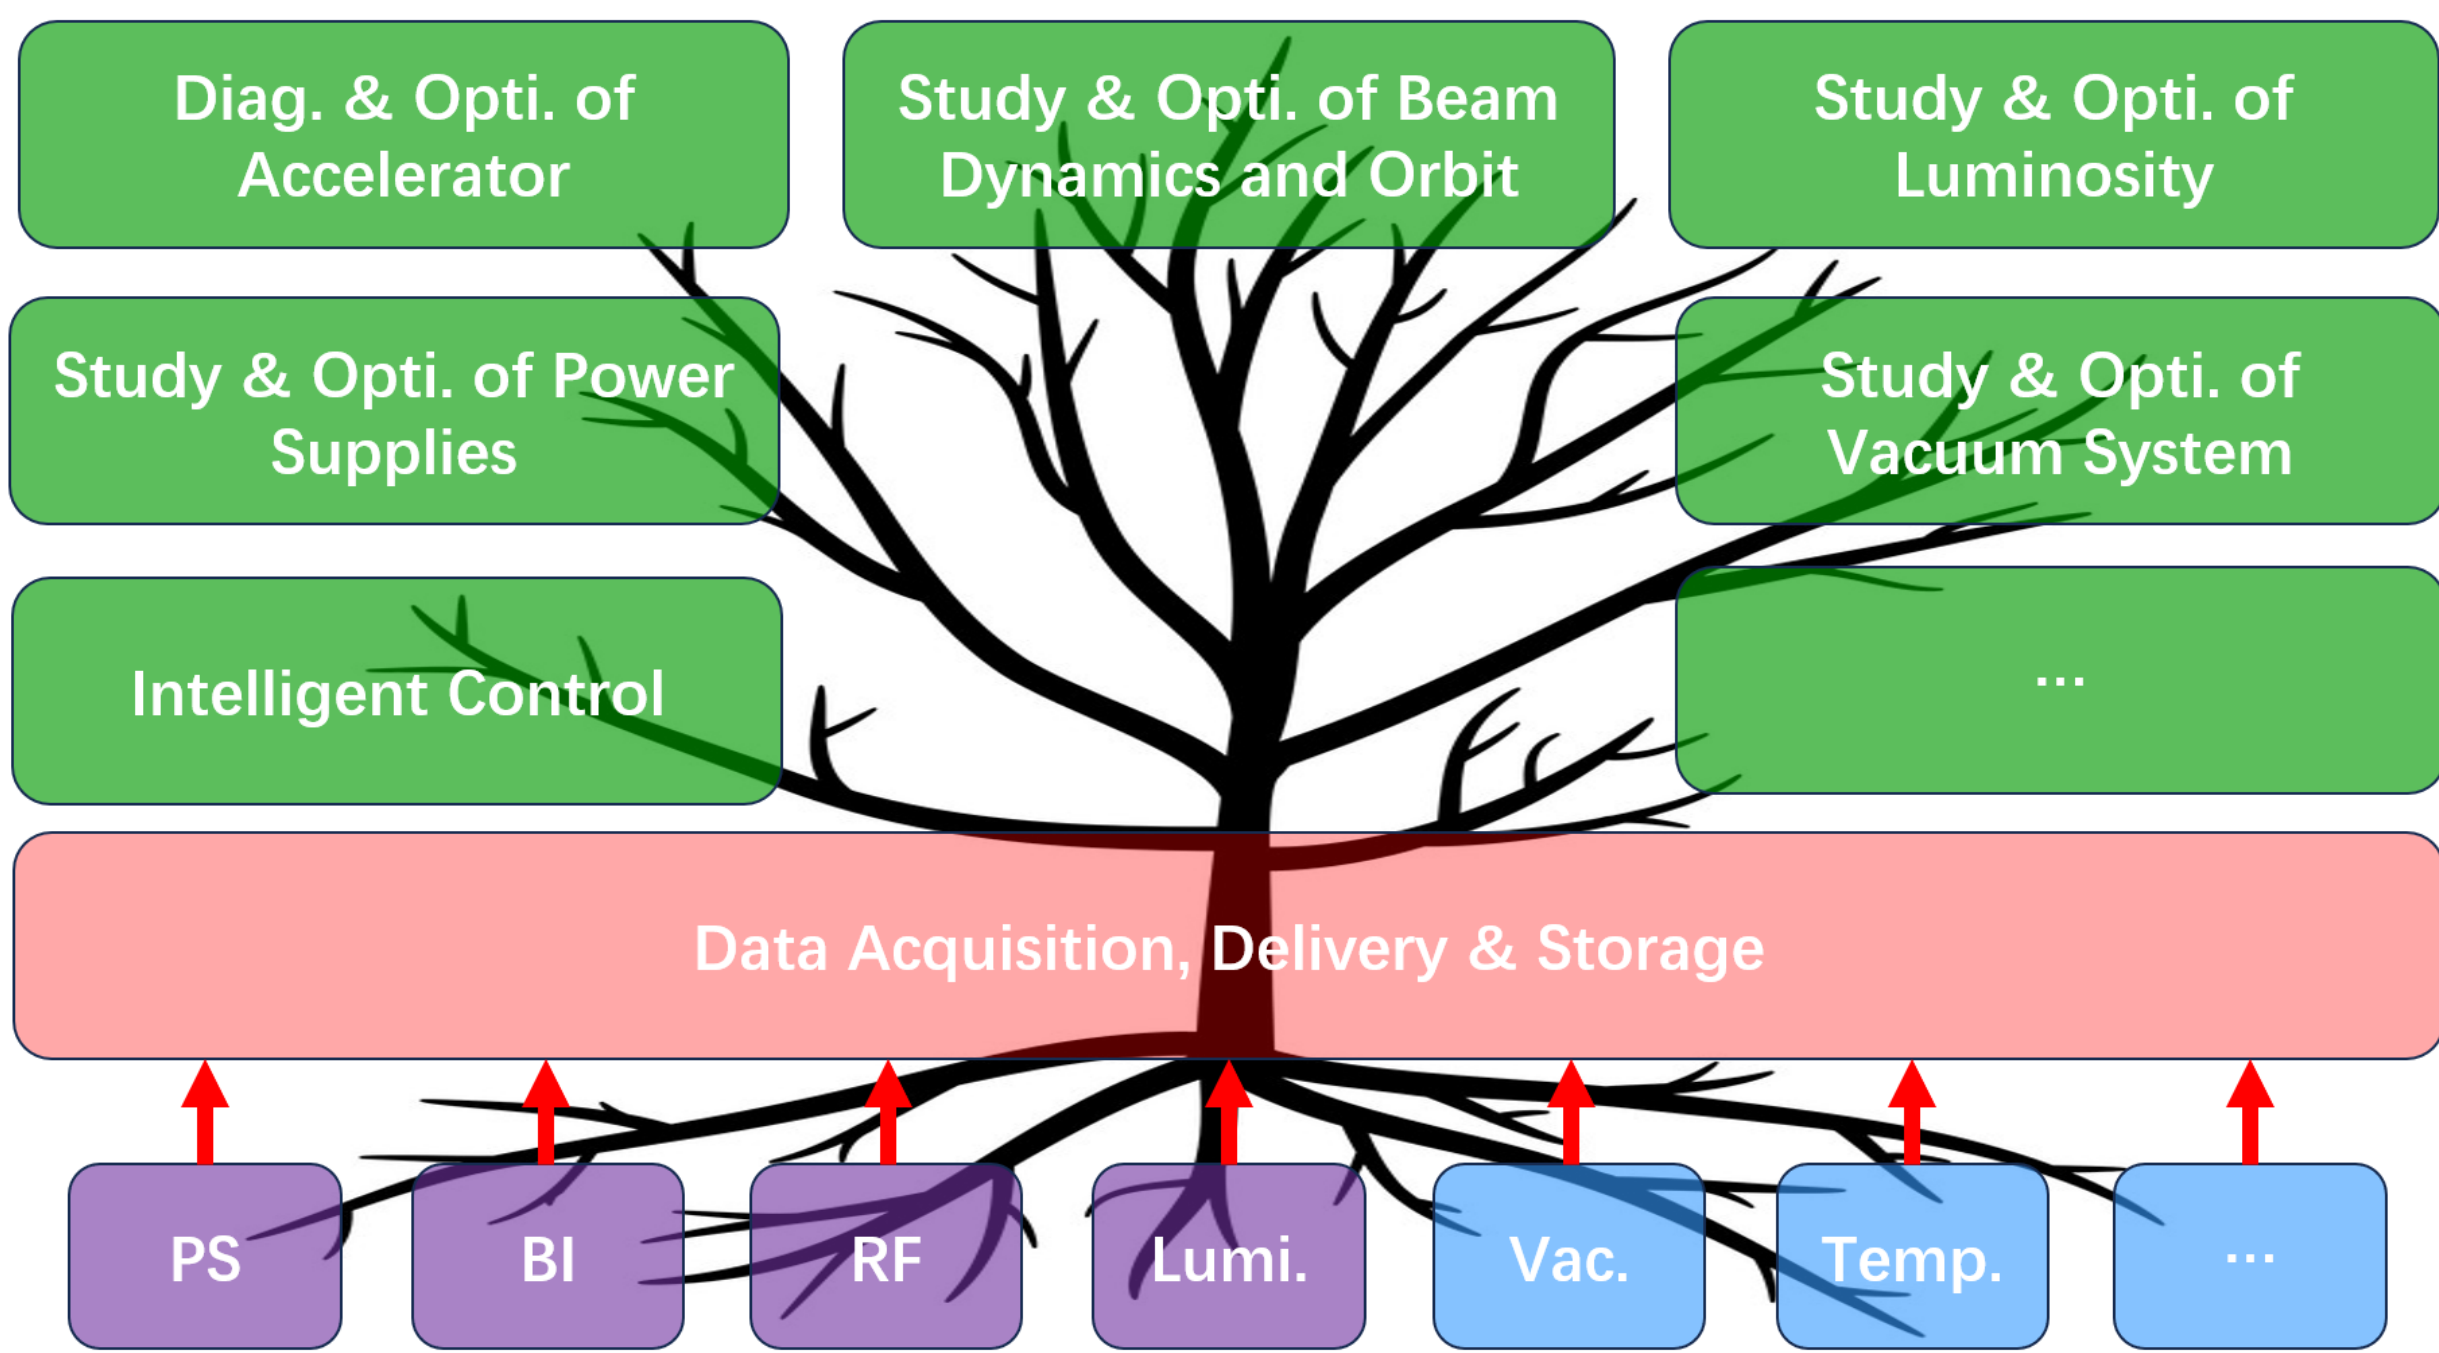 Diag. & Opti. of
Accelerator
Study & Opti. of Beam
Dynamics and Orbit
Study & Opti. of
Luminosity
Study & Opti. of Power
Supplies
Study & Opti. of
Vacuum System
Intelligent Control
...
Data Acquisition, Delivery & Storage
PS
BI
RF
Lumi.
Vac.
Temp.
...